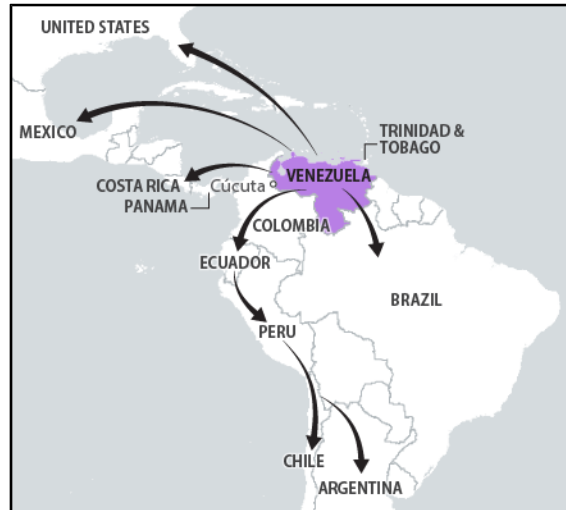 UNITED STATES
MEXICO
TRINIDAD &
TOBAGO
VENEZUELA
COSTA RICA
Cúcuta
PANAMA
COLOMBIA
ECUADOR
BRAZIL
PERU
CHILE
ARGENTINA